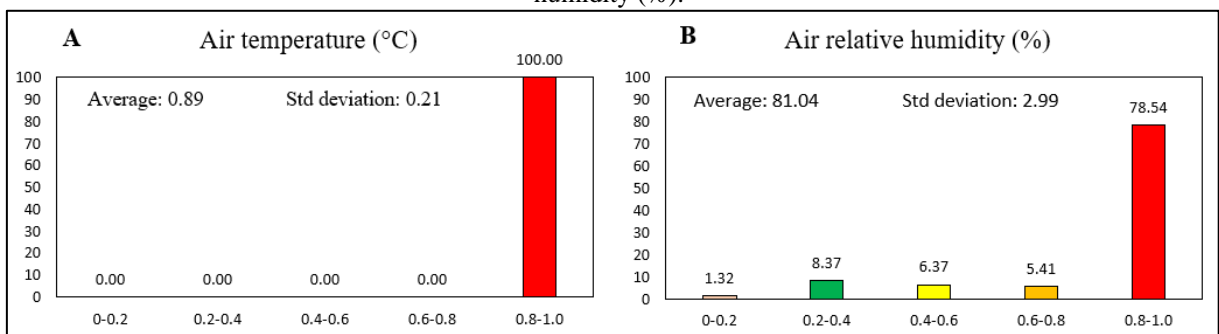 humidity (%).
A Air temperature (°C)
100.00
Average: 0.89 Std deviation: 0.21
100
90
80
70
60
50
40
30
20
10
0
0.00 0.00 0.00 0.00
0-0.2 0.2-0.4 0.4-0.6 0.6-0.8 0.8-1.0
B Air relative humidity (%)
Average: 81.04 Std deviation: 2.99
78.54
100
90
80
70
60
50
40
30
20
10
0
1.32 8.37 6.37 5.41
0-0.2 0.2-0.4 0.4-0.6 0.6-0.8 0.8-1.0